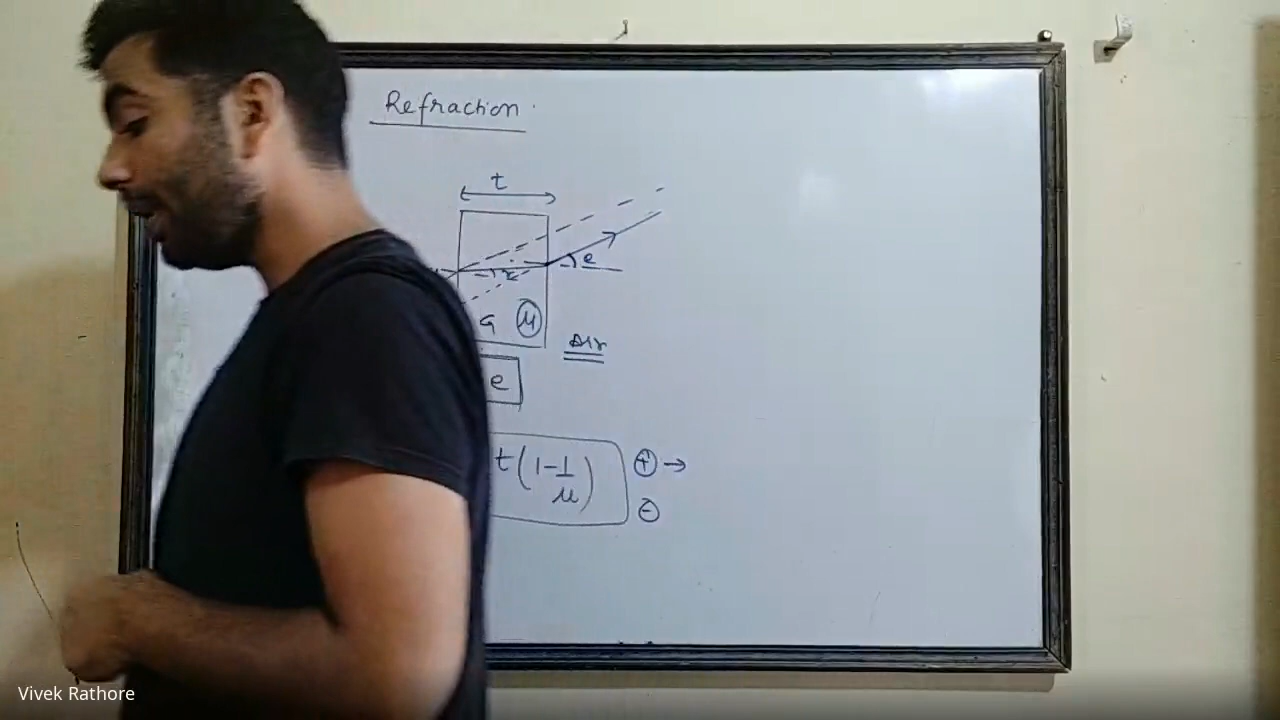 Refraction
t
r
e
G μ
Air
e
t(1-1/μ) ⊕ →
⊖
Vivek Rathore